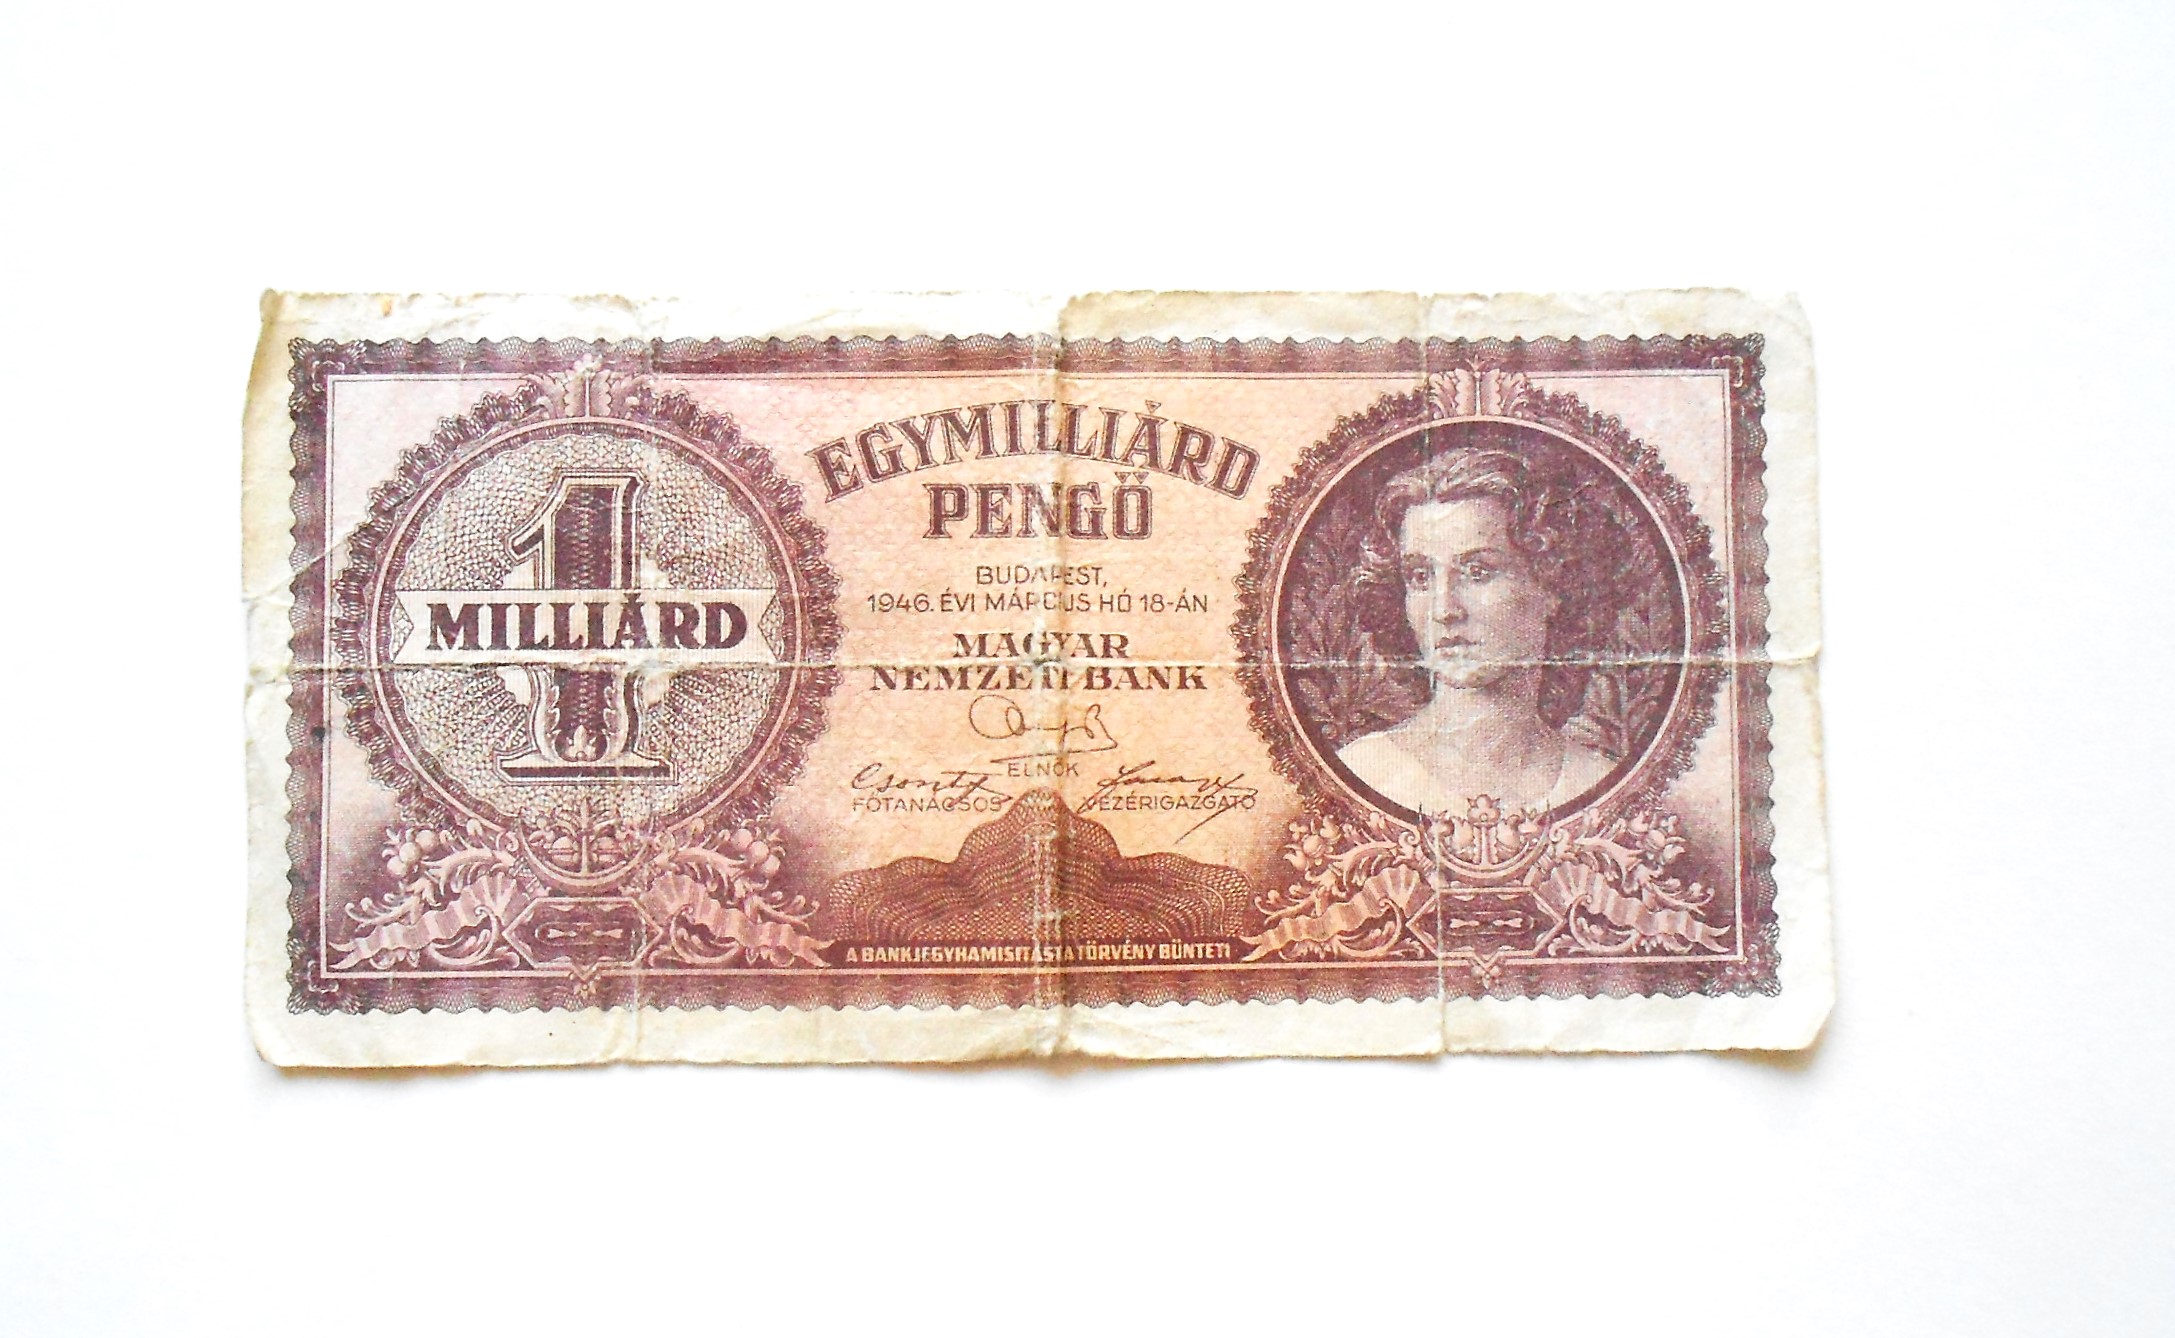 1
MILLIÁRD
EGYMILLIÁRD
PENGŐ
BUDAPEST,
1946. ÉVI MÁRCIUS HÓ 18-ÁN
MAGYAR
NEMZETI BANK
ELNÖK
FŐTANÁCSOS VEZÉRIGAZGATÓ
A BANKJEGYHAMISITÁST A TÖRVÉNY BÜNTETI